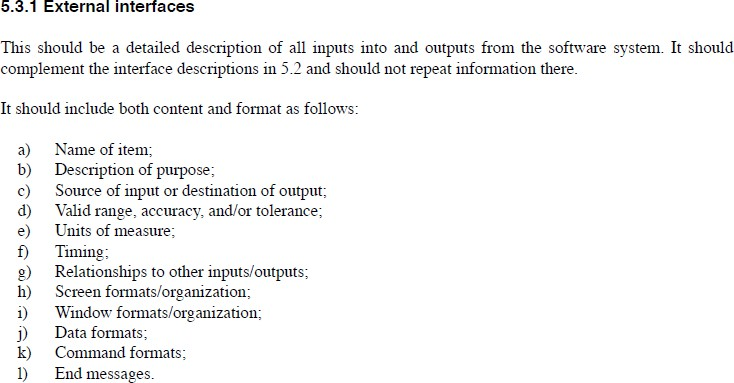 5.3.1 External interfaces
This should be a detailed description of all inputs into and outputs from the software system. It should
complement the interface descriptions in 5.2 and should not repeat information there.
It should include both content and format as follows:
a) Name of item;
b) Description of purpose;
c) Source of input or destination of output;
d) Valid range, accuracy, and/or tolerance;
e) Units of measure;
f) Timing;
g) Relationships to other inputs/outputs;
h) Screen formats/organization;
i) Window formats/organization;
j) Data formats;
k) Command formats;
l) End messages.